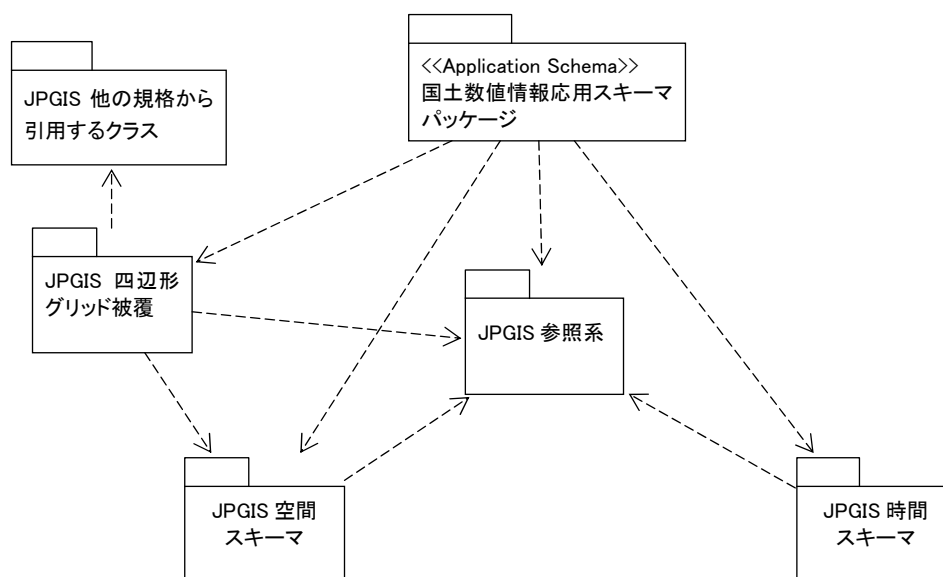 <<Application Schema>>
国土数値情報応用スキーマ
パッケージ
JPGIS 他の規格から
引用するクラス
JPGIS 四辺形
グリッド被覆
JPGIS 参照系
JPGIS 空間
スキーマ
JPGIS 時間
スキーマ